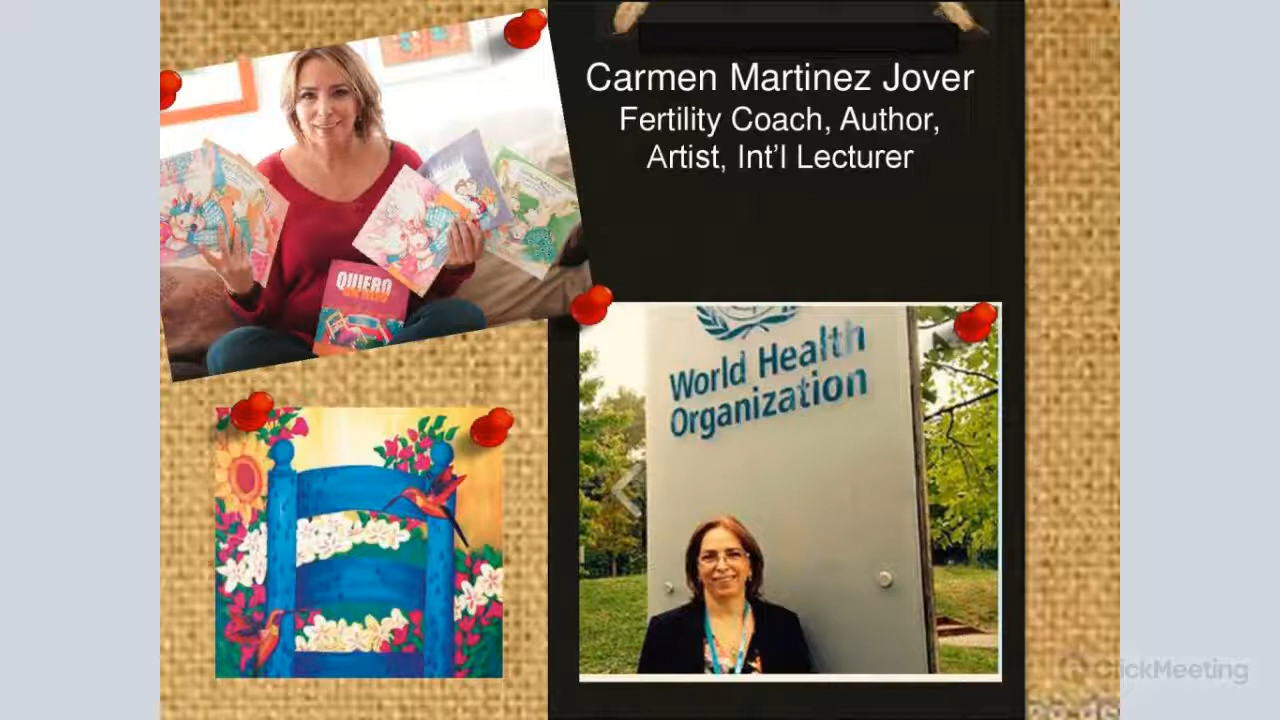 Carmen Martinez Jover
Fertility Coach, Author,
Artist, Int'l Lecturer
QUIERO
World Health
Organization
ClickMeeting